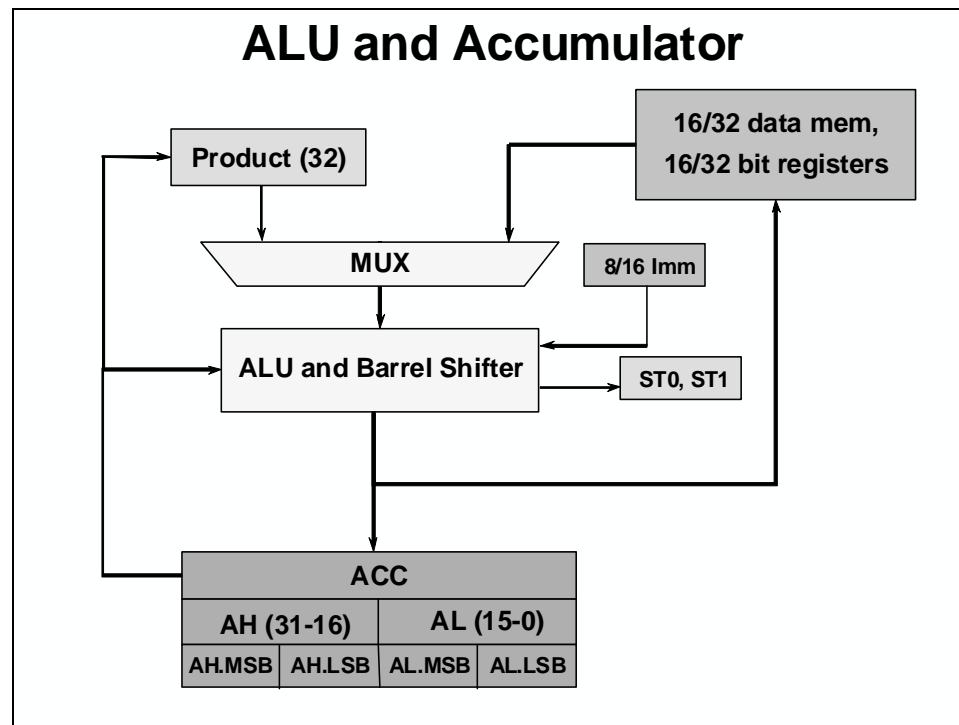 ALU and Accumulator
16/32 data mem,
16/32 bit registers
Product (32)
MUX
8/16 Imm
ALU and Barrel Shifter
ST0, ST1
ACC
AH (31-16)
AL (15-0)
AH.MSB
AH.LSB
AL.MSB
AL.LSB